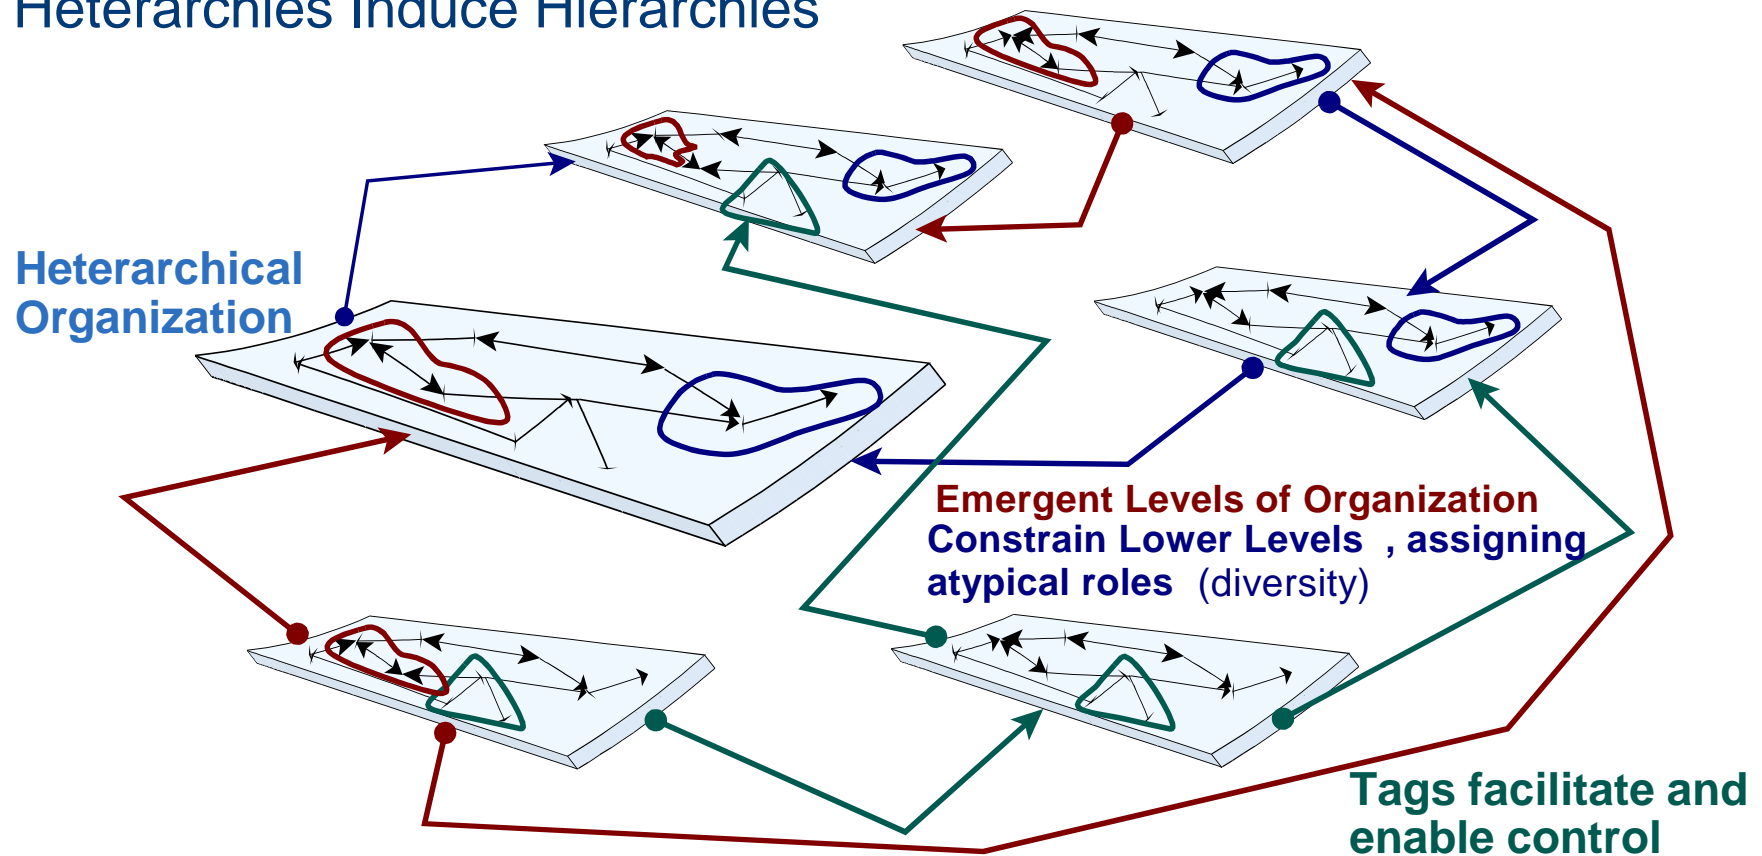 Heterarchies Induce Hierarchies
Heterarchical
Organization
Emergent Levels of Organization
Constrain Lower Levels , assigning
atypical roles (diversity)
Tags facilitate and
enable control